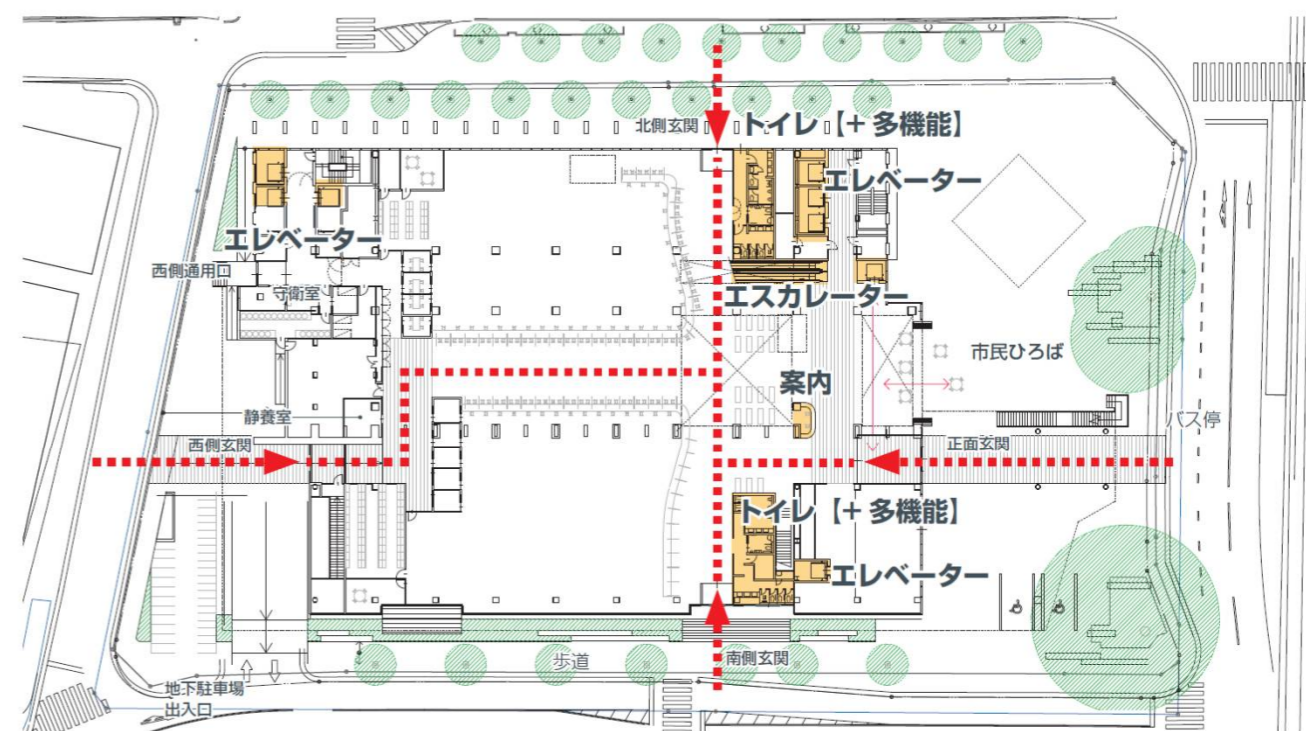 北側玄関
トイレ【+ 多機能】
エレベーター
エレベーター
西側通用口
守衛室
エスカレーター
市民ひろば
案内
静養室
バス停
西側玄関
正面玄関
トイレ【+ 多機能】
エレベーター
歩道
南側玄関
地下駐車場
出入口